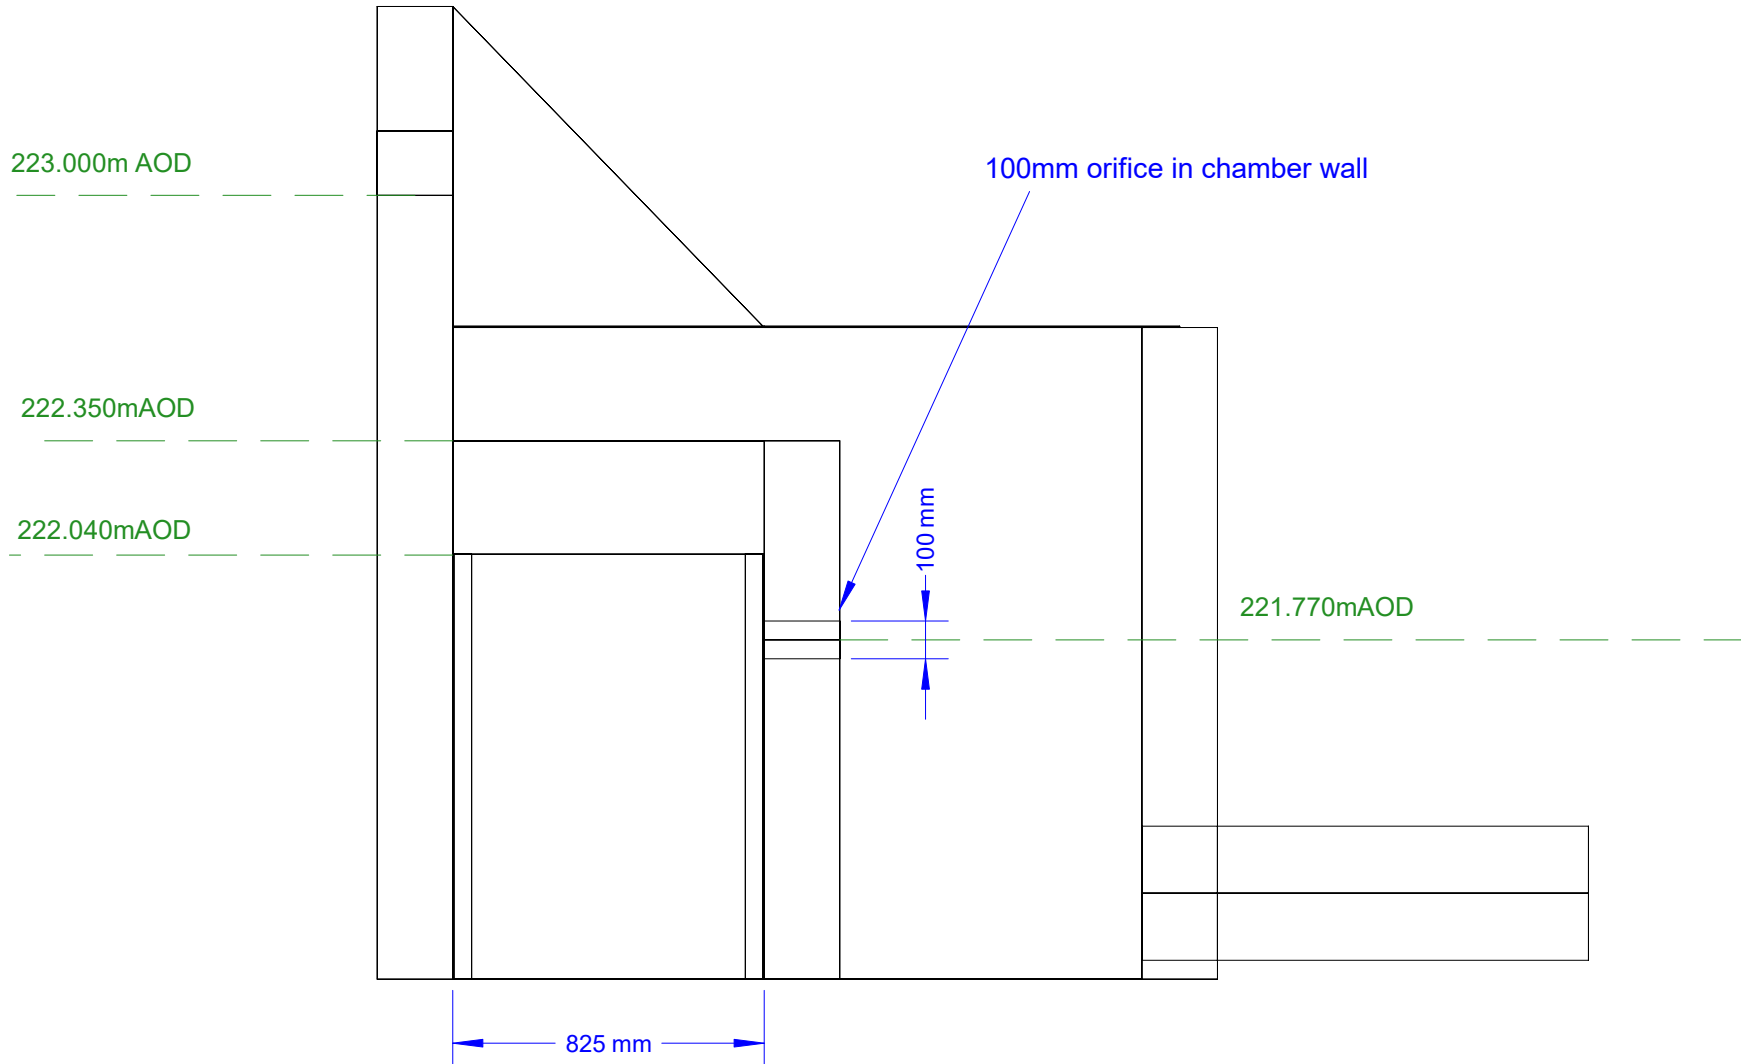 223.000m AOD
100mm orifice in chamber wall
222.350mAOD
222.040mAOD
100 mm
221.770mAOD
825 mm